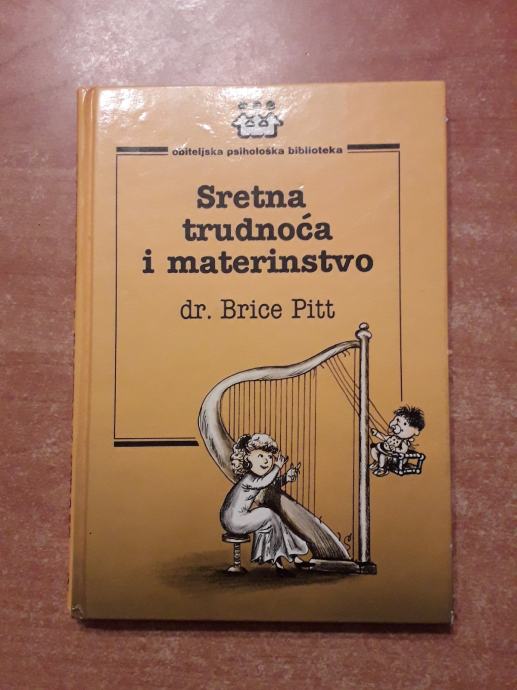 obiteljska psihološka biblioteka
Sretna
trudnoća
i materinstvo
dr. Brice Pitt